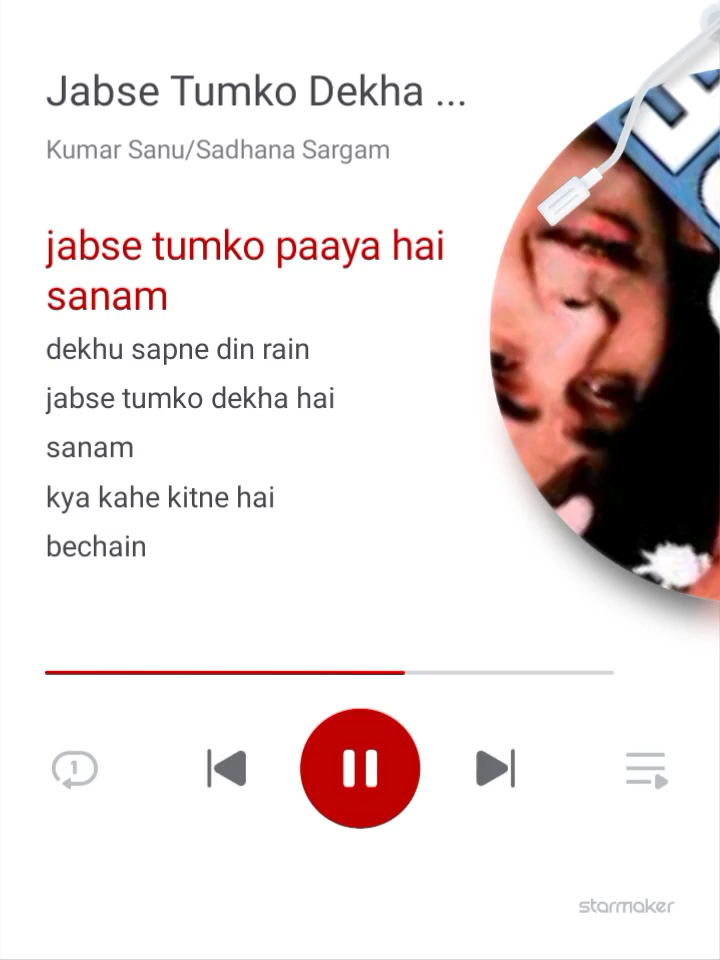 Jabse Tumko Dekha ...
Kumar Sanu/Sadhana Sargam
jabse tumko paaya hai
sanam
dekhu sapne din rain
jabse tumko dekha hai
sanam
kya kahe kitne hai
bechain
1
starmaker